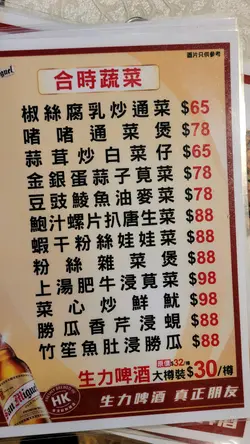 圖片只供參考
合時蔬菜
椒絲腐乳炒通菜 $65
啫啫通菜煲 $78
蒜茸炒白菜仔 $65
金銀蛋蒜子莧菜 $78
豆豉鯪魚油麥菜 $78
鮑汁螺片扒唐生菜 $88
蝦干粉絲娃娃菜 $88
粉絲雜菜煲 $88
上湯肥牛浸莧菜 $98
菜心炒鮮魷 $98
勝瓜香芹浸蜆 $88
竹笙魚肚浸勝瓜 $88
生力啤酒 大樽裝 $30/樽
San Miguel
HK
生力啤酒 真正朋友